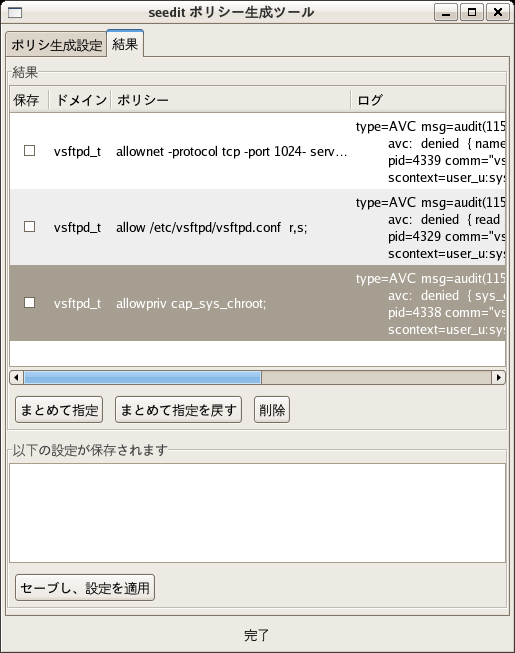 seedit ポリシー生成ツール
ポリシ生成設定 結果
結果
保存 ドメイン ポリシー ログ
type=AVC msg=audit(115
avc: denied { name
vsftpd_t allownet -protocol tcp -port 1024- serv...
pid=4339 comm="vs
scontext=user_u:sys
type=AVC msg=audit(115
avc: denied { read
vsftpd_t allow /etc/vsftpd/vsftpd.conf r,s;
pid=4329 comm="vs
scontext=user_u:sys
type=AVC msg=audit(115
avc: denied { sys_c
vsftpd_t allowpriv cap_sys_chroot;
pid=4338 comm="vs
scontext=user_u:sys
まとめて指定 まとめて指定を戻す 削除
以下の設定が保存されます
セーブし、設定を適用
完了